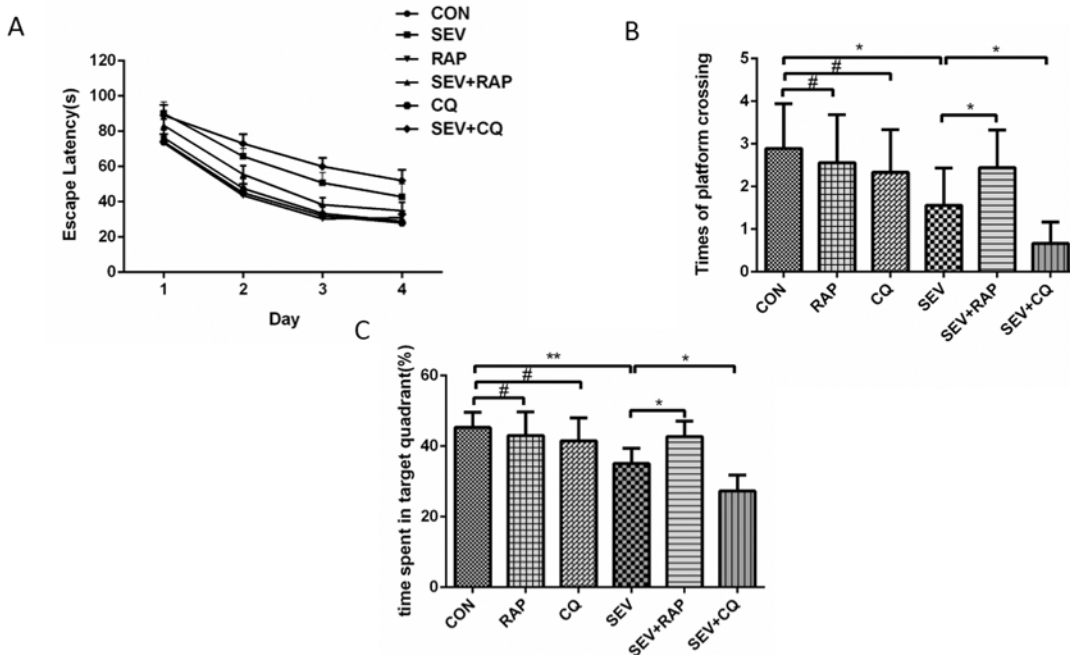 A
CON
SEV
RAP
SEV+RAP
CQ
SEV+CQ
120
100
80
60
40
20
0
Escape Latency(s)
1 2 3 4
Day
B
* *
#
#
*
5
4
3
2
1
0
Times of platform crossing
CON RAP CQ SEV SEV+RAP SEV+CQ
C
** *
#
#
*
60
40
20
0
time spent in target quadrant(%)
CON RAP CQ SEV SEV+RAP SEV+CQ